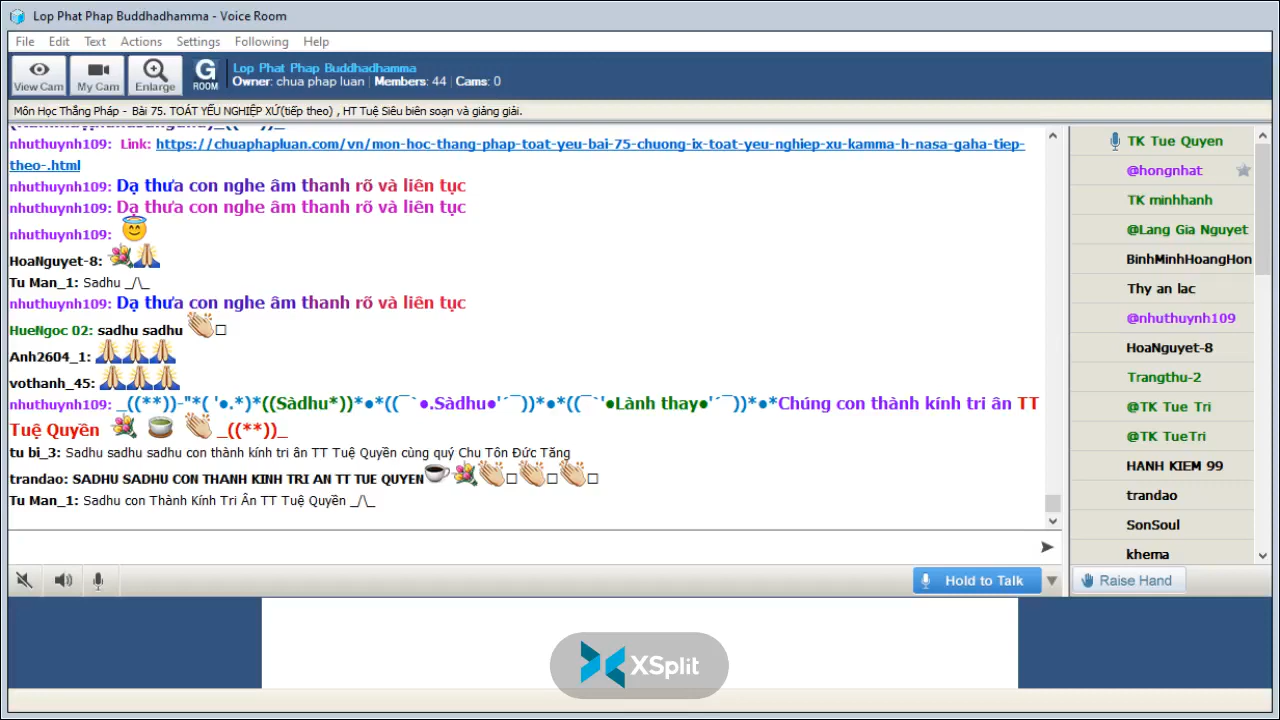 Lop Phat Phap Buddhadhamma - Voice Room
File Edit Text Actions Settings Following Help
View Cam My Cam Enlarge G ROOM
Lop Phat Phap Buddhadhamma
Owner: chua phap luan | Members: 44 | Cams: 0
Môn Học Thắng Pháp - Bài 75. TOÁT YẾU NGHIỆP XỨ(tiếp theo) , HT Tuệ Siêu biên soạn và giảng giải.
nhuthuynh109: Link: https://chuaphapluan.com/vn/mon-hoc-thang-phap-toat-yeu-bai-75-chuong-ix-toat-yeu-nghiep-xu-kamma-h-nasa-gaha-tiep-
theo-.html
nhuthuynh109: Dạ thưa con nghe âm thanh rõ và liên tục
nhuthuynh109: Dạ thưa con nghe âm thanh rõ và liên tục
nhuthuynh109: 😇
HoaNguyet-8: 💐🙏
Tu Man_1: Sadhu _/\_
nhuthuynh109: Dạ thưa con nghe âm thanh rõ và liên tục
HueNgoc 02: sadhu sadhu 👏□
Anh2604_1: 🙏🙏🙏
vothanh_45: 🙏🙏🙏
nhuthuynh109: _((**))-"*( '●.*)*((Sàdhu*))*●*((¯`●.Sàdhu●'´¯))*●*((¯`'●Lành thay●'´¯))*●*Chúng con thành kính tri ân TT
Tuệ Quyền 💐 🍵 👏 _((**))_
tu bi_3: Sadhu sadhu sadhu con thành kính tri ân TT Tuệ Quyền cùng quý Chu Tôn Đức Tăng
trandao: SADHU SADHU CON THANH KINH TRI AN TT TUE QUYEN☕💐👏□👏□👏□
Tu Man_1: Sadhu con Thành Kính Tri Ân TT Tuệ Quyền _/\_
Hold to Talk
TK Tue Quyen
@hongnhat
TK minhhanh
@Lang Gia Nguyet
BinhMinhHoangHon
Thy an lac
@nhuthuynh109
HoaNguyet-8
Trangthu-2
@TK Tue Tri
@TK TueTri
HANH KIEM 99
trandao
SonSoul
khema
Raise Hand
XSplit